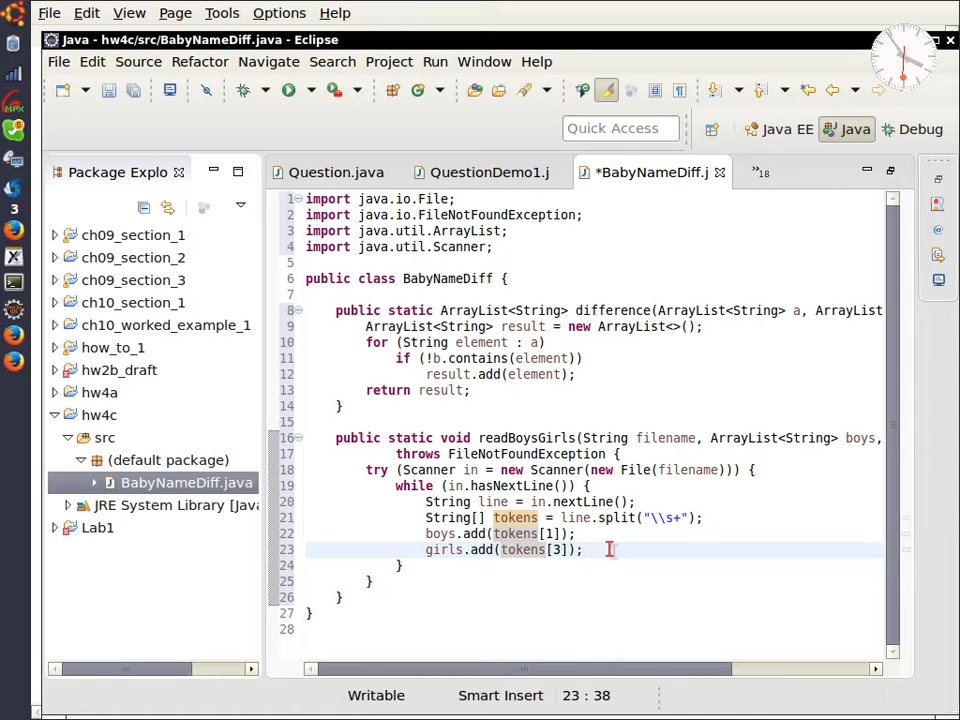 File Edit View Page Tools Options Help
Java - hw4c/src/BabyNameDiff.java - Eclipse
File Edit Source Refactor Navigate Search Project Run Window Help
Quick Access Java EE Java Debug
Package Explo Question.java QuestionDemo1.j *BabyNameDiff.j »18
1 import java.io.File;
2 import java.io.FileNotFoundException;
3 import java.util.ArrayList;
4 import java.util.Scanner;
5
6 public class BabyNameDiff {
7
8 public static ArrayList<String> difference(ArrayList<String> a, ArrayList
9 ArrayList<String> result = new ArrayList<>();
10 for (String element : a)
11 if (!b.contains(element))
12 result.add(element);
13 return result;
14 }
15
16 public static void readBoysGirls(String filename, ArrayList<String> boys,
17 throws FileNotFoundException {
18 try (Scanner in = new Scanner(new File(filename))) {
19 while (in.hasNextLine()) {
20 String line = in.nextLine();
21 String[] tokens = line.split("\\s+");
22 boys.add(tokens[1]);
23 girls.add(tokens[3]);
24 }
25 }
26 }
27 }
28
ch09_section_1
ch09_section_2
ch09_section_3
ch10_section_1
ch10_worked_example_1
how_to_1
hw2b_draft
hw4a
hw4c
src
(default package)
BabyNameDiff.java
JRE System Library [Java
Lab1
MPX
5
3
Writable Smart Insert 23 : 38